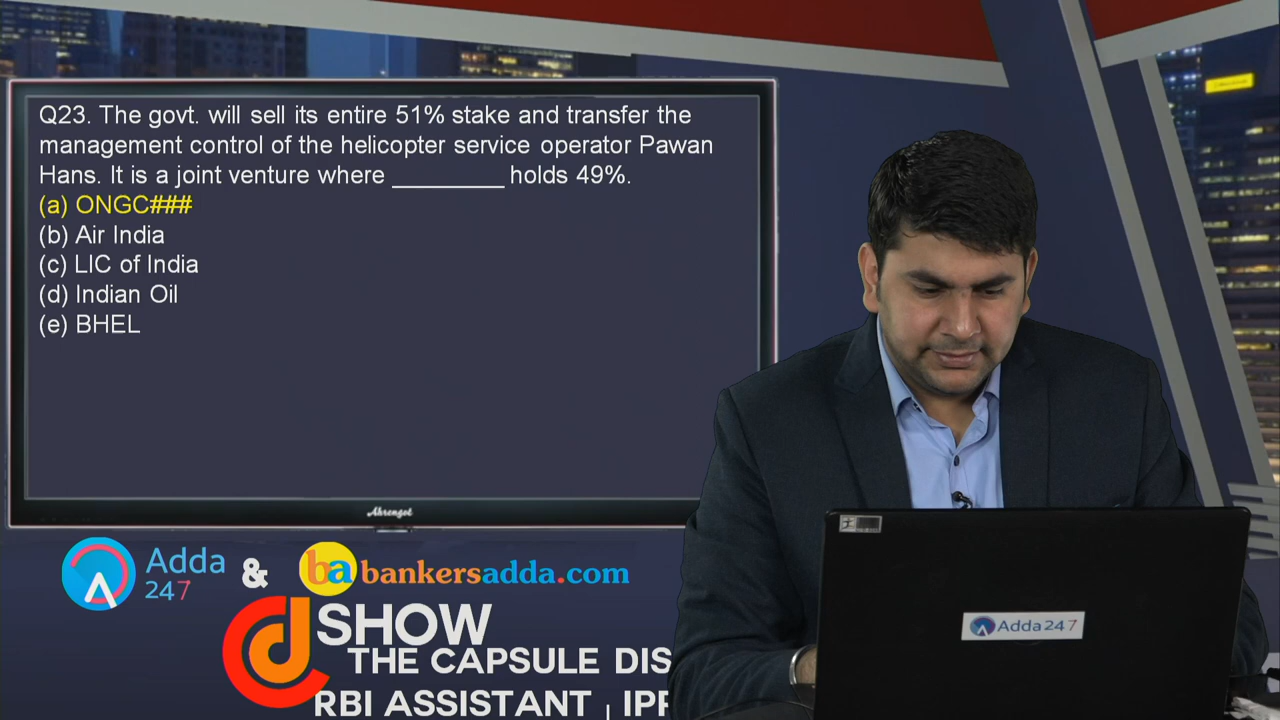 Q23. The govt. will sell its entire 51% stake and transfer the
management control of the helicopter service operator Pawan
Hans. It is a joint venture where ________ holds 49%.
(a) ONGC###
(b) Air India
(c) LIC of India
(d) Indian Oil
(e) BHEL
Ahrengot
Adda
247
&
ba bankersadda.com
SHOW
THE CAPSULE DIS
RBI ASSISTANT | IPP
Adda247